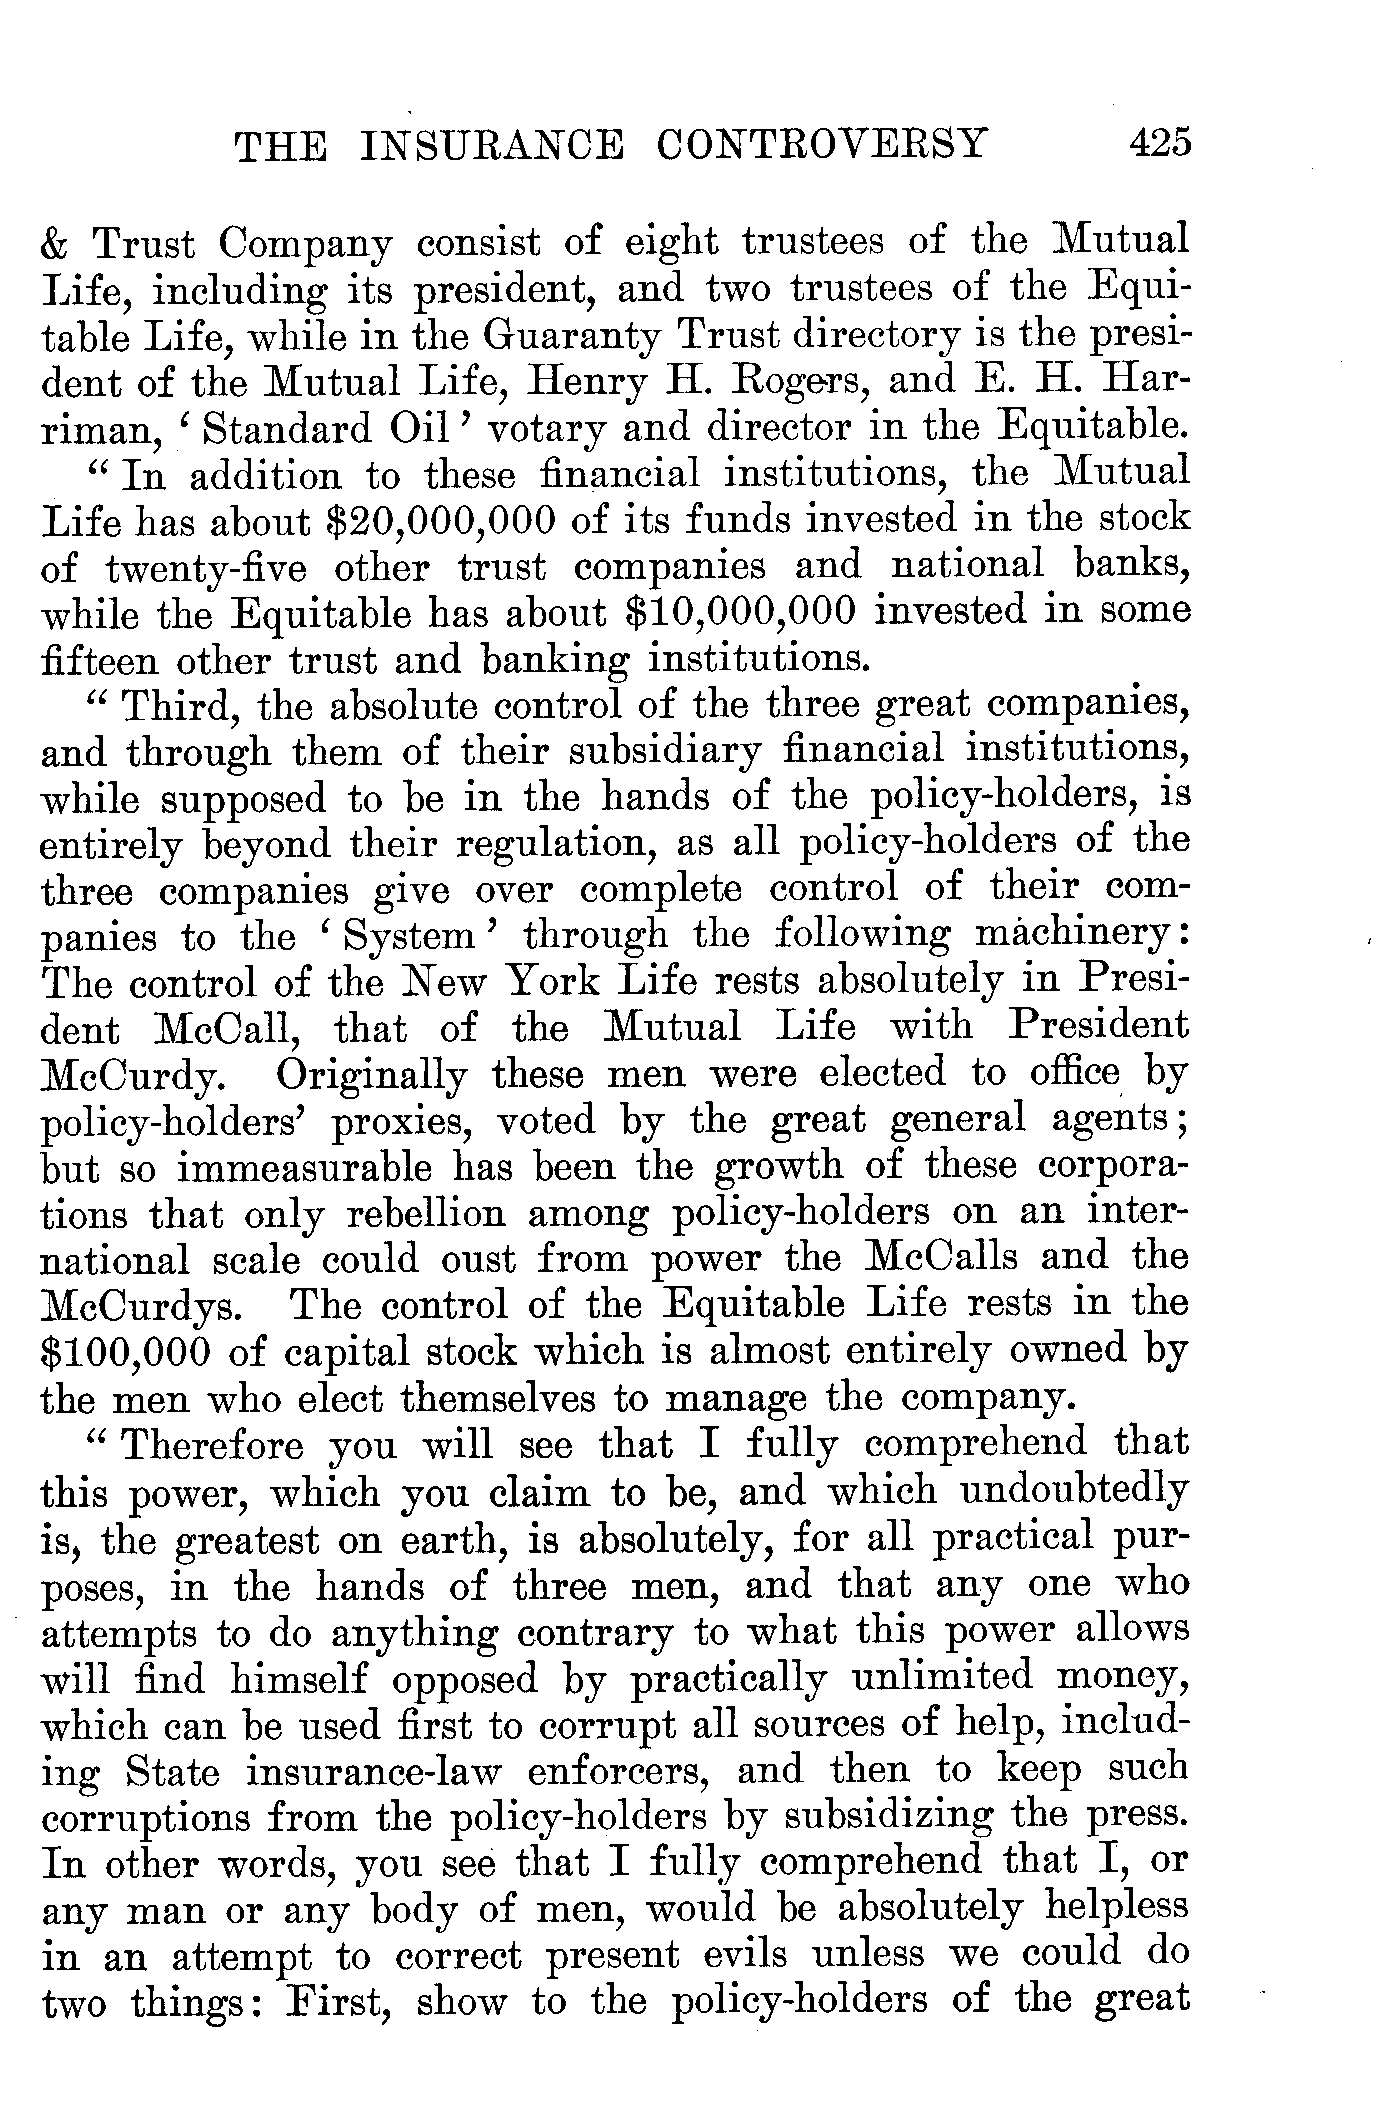 THE INSURANCE CONTROVERSY 425
& Trust Company consist of eight trustees of the Mutual
Life, including its president, and two trustees of the Equi-
table Life, while in the Guaranty Trust directory is the presi-
dent of the Mutual Life, Henry H. Rogers, and E. H. Har-
riman, ‘ Standard Oil ’ votary and director in the Equitable.
“ In addition to these financial institutions, the Mutual
Life has about $20,000,000 of its funds invested in the stock
of twenty-five other trust companies and national banks,
while the Equitable has about $10,000,000 invested in some
fifteen other trust and banking institutions.
“ Third, the absolute control of the three great companies,
and through them of their subsidiary financial institutions,
while supposed to be in the hands of the policy-holders, is
entirely beyond their regulation, as all policy-holders of the
three companies give over complete control of their com-
panies to the ‘ System ’ through the following machinery:
The control of the New York Life rests absolutely in Presi-
dent McCall, that of the Mutual Life with President
McCurdy. Originally these men were elected to office by
policy-holders’ proxies, voted by the great general agents;
but so immeasurable has been the growth of these corpora-
tions that only rebellion among policy-holders on an inter-
national scale could oust from power the McCalls and the
McCurdys. The control of the Equitable Life rests in the
$100,000 of capital stock which is almost entirely owned by
the men who elect themselves to manage the company.
“ Therefore you will see that I fully comprehend that
this power, which you claim to be, and which undoubtedly
is, the greatest on earth, is absolutely, for all practical pur-
poses, in the hands of three men, and that any one who
attempts to do anything contrary to what this power allows
will find himself opposed by practically unlimited money,
which can be used first to corrupt all sources of help, includ-
ing State insurance-law enforcers, and then to keep such
corruptions from the policy-holders by subsidizing the press.
In other words, you see that I fully comprehend that I, or
any man or any body of men, would be absolutely helpless
in an attempt to correct present evils unless we could do
two things: First, show to the policy-holders of the great